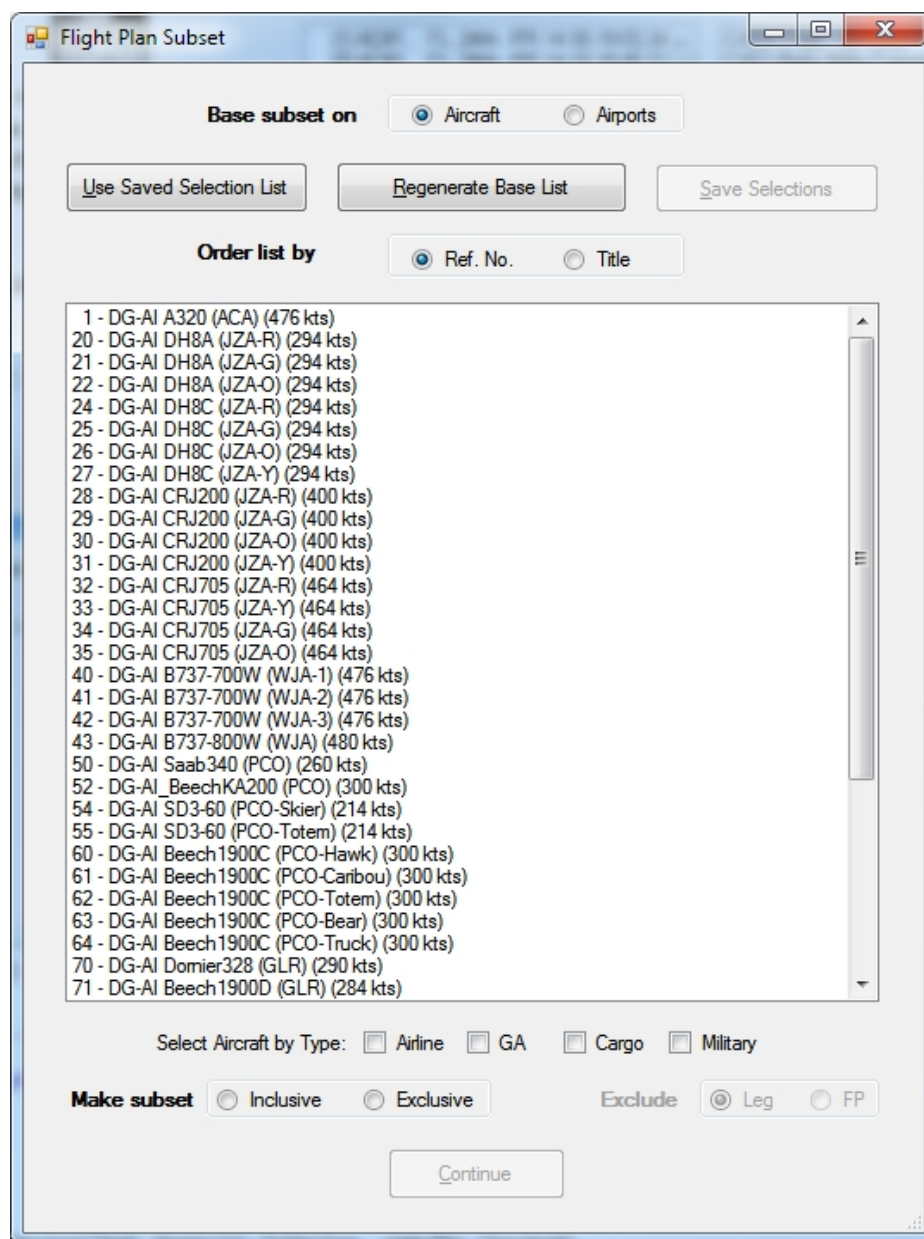 Flight Plan Subset
Base subset on Aircraft Airports
Use Saved Selection List Regenerate Base List Save Selections
Order list by Ref. No. Title
1 - DG-AI A320 (ACA) (476 kts)
20 - DG-AI DH8A (JZA-R) (294 kts)
21 - DG-AI DH8A (JZA-G) (294 kts)
22 - DG-AI DH8A (JZA-O) (294 kts)
24 - DG-AI DH8C (JZA-R) (294 kts)
25 - DG-AI DH8C (JZA-G) (294 kts)
26 - DG-AI DH8C (JZA-O) (294 kts)
27 - DG-AI DH8C (JZA-Y) (294 kts)
28 - DG-AI CRJ200 (JZA-R) (400 kts)
29 - DG-AI CRJ200 (JZA-G) (400 kts)
30 - DG-AI CRJ200 (JZA-O) (400 kts)
31 - DG-AI CRJ200 (JZA-Y) (400 kts)
32 - DG-AI CRJ705 (JZA-R) (464 kts)
33 - DG-AI CRJ705 (JZA-Y) (464 kts)
34 - DG-AI CRJ705 (JZA-G) (464 kts)
35 - DG-AI CRJ705 (JZA-O) (464 kts)
40 - DG-AI B737-700W (WJA-1) (476 kts)
41 - DG-AI B737-700W (WJA-2) (476 kts)
42 - DG-AI B737-700W (WJA-3) (476 kts)
43 - DG-AI B737-800W (WJA) (480 kts)
50 - DG-AI Saab340 (PCO) (260 kts)
52 - DG-AI_BeechKA200 (PCO) (300 kts)
54 - DG-AI SD3-60 (PCO-Skier) (214 kts)
55 - DG-AI SD3-60 (PCO-Totem) (214 kts)
60 - DG-AI Beech1900C (PCO-Hawk) (300 kts)
61 - DG-AI Beech1900C (PCO-Caribou) (300 kts)
62 - DG-AI Beech1900C (PCO-Totem) (300 kts)
63 - DG-AI Beech1900C (PCO-Bear) (300 kts)
64 - DG-AI Beech1900C (PCO-Truck) (300 kts)
70 - DG-AI Dornier328 (GLR) (290 kts)
71 - DG-AI Beech1900D (GLR) (284 kts)
Select Aircraft by Type: Airline GA Cargo Military
Make subset Inclusive Exclusive Exclude Leg FP
Continue